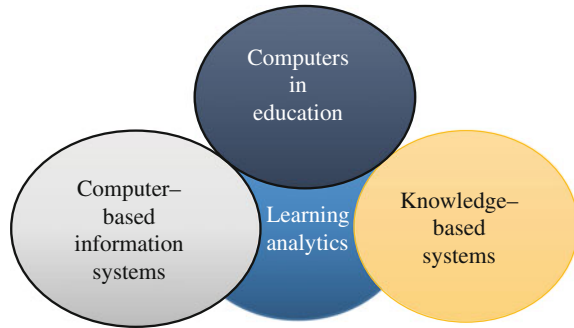 Computers
in
education
Computer–
based
information
systems
Learning
analytics
Knowledge–
based
systems